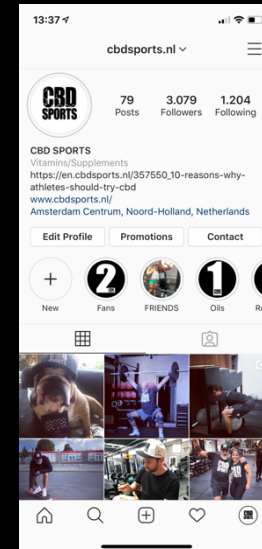 13:37
cbdsports.nl
CBD
SPORTS
79 3.079 1.204
Posts Followers Following
CBD SPORTS
Vitamins/Supplements
https://en.cbdsports.nl/357550_10-reasons-why-
athletes-should-try-cbd
www.cbdsports.nl/
Amsterdam Centrum, Noord-Holland, Netherlands
Edit Profile Promotions Contact
2 1
New Fans FRIENDS Oils